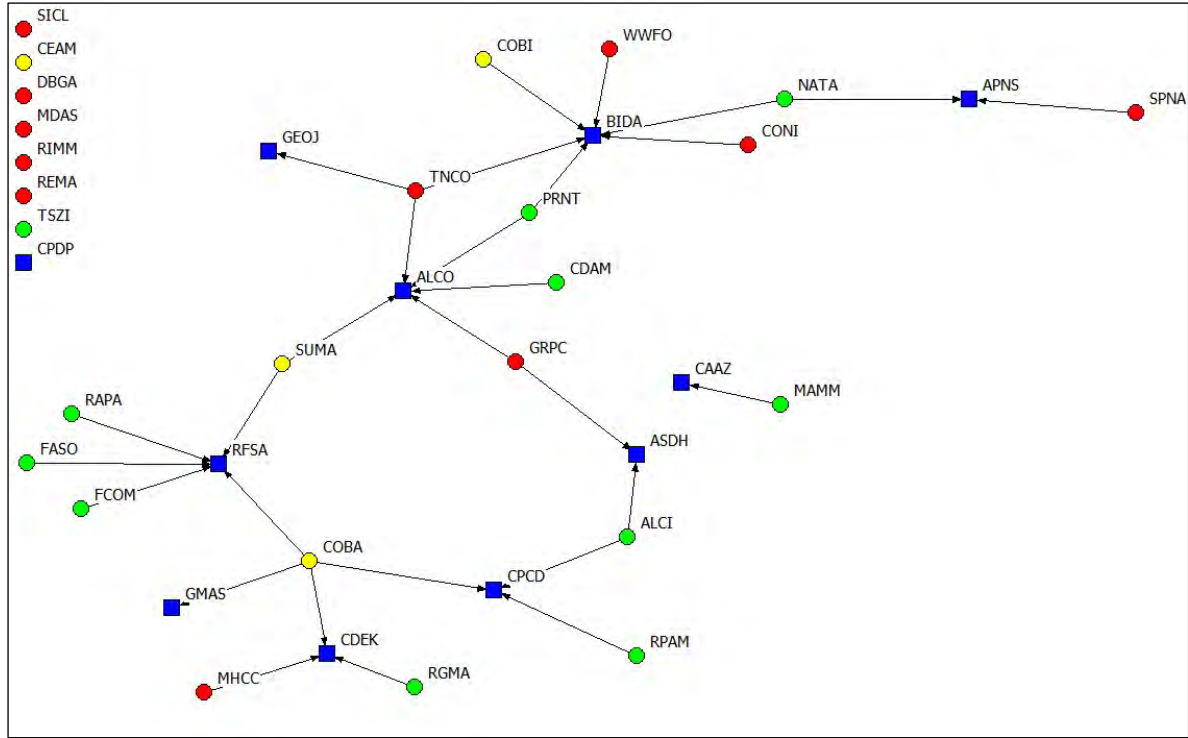 SICL
CEAM
DBGA
MDAS
RIMM
REMA
TSZI
CPDP
COBI
WWFO
NATA
APNS
SPNA
BIDA
CONI
GEOJ
TNCO
PRNT
ALCO
CDAM
SUMA
GRPC
CAAZ
MAMM
RAPA
FASO
RFSA
ASDH
FCOM
ALCI
COBA
CPCD
GMAS
CDEK
RPAM
MHCC
RGMA